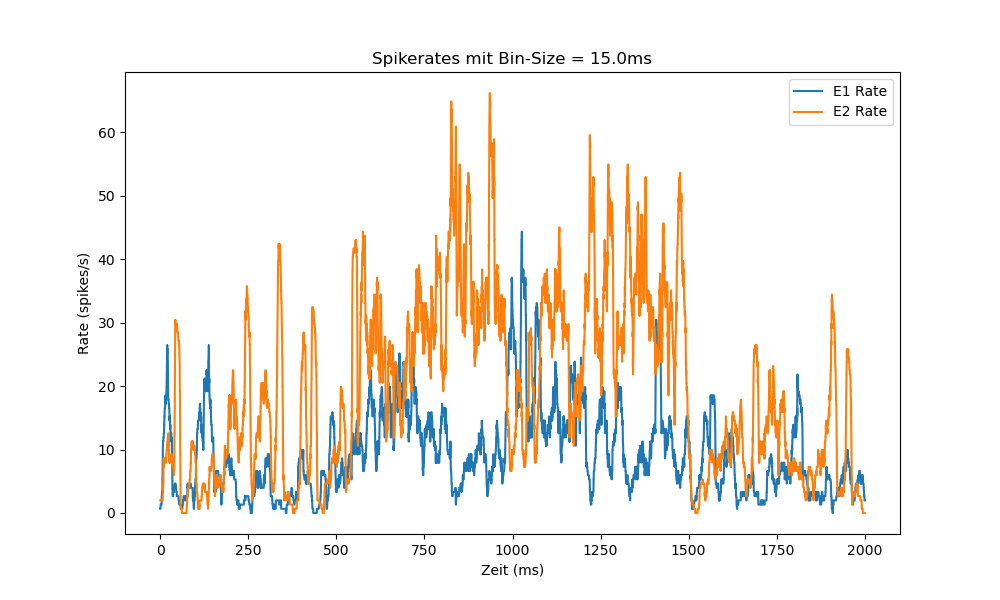 Spikerates mit Bin-Size = 15.0ms
E1 Rate
E2 Rate
Rate (spikes/s)
60
50
40
30
20
10
0
0 250 500 750 1000 1250 1500 1750 2000
Zeit (ms)